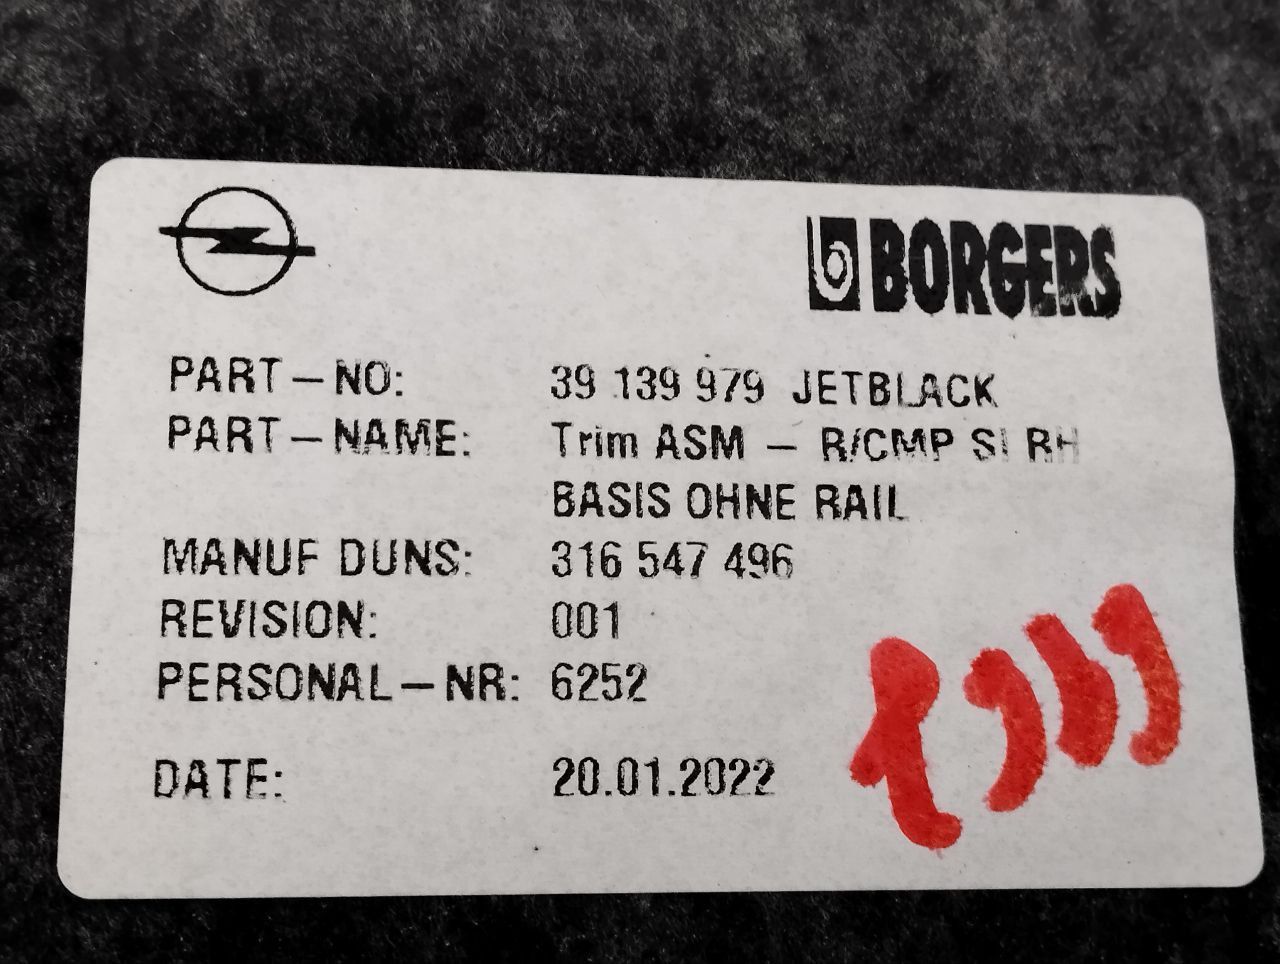 BORGERS
PART-NO: 39 139 979 JETBLACK
PART-NAME: Trim ASM - R/CMP SI RH
BASIS OHNE RAIL
MANUF DUNS: 316 547 496
REVISION: 001
PERSONAL-NR: 6252
DATE: 20.01.2022